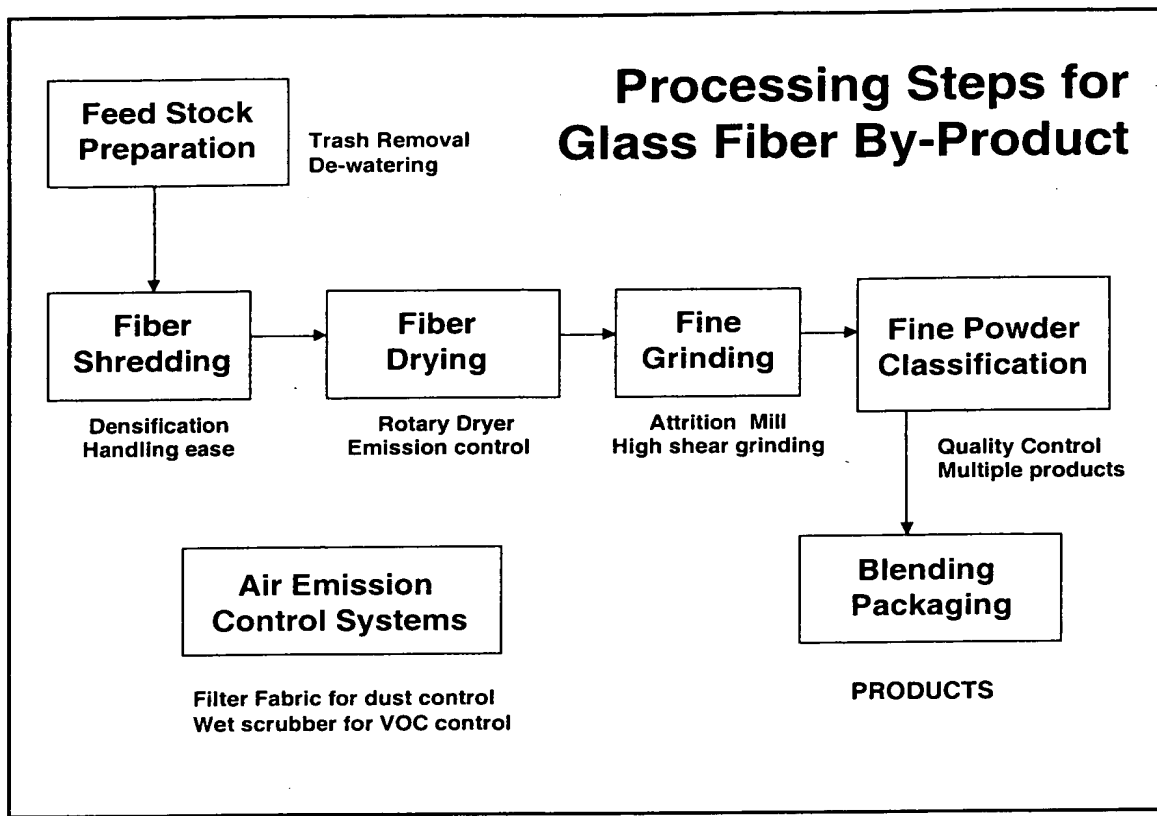 Processing Steps for
Glass Fiber By-Product
Feed Stock
Preparation
Trash Removal
De-watering
Fiber
Shredding
Densification
Handling ease
Fiber
Drying
Rotary Dryer
Emission control
Fine
Grinding
Attrition Mill
High shear grinding
Fine Powder
Classification
Quality Control
Multiple products
Air Emission
Control Systems
Filter Fabric for dust control
Wet scrubber for VOC control
Blending
Packaging
PRODUCTS